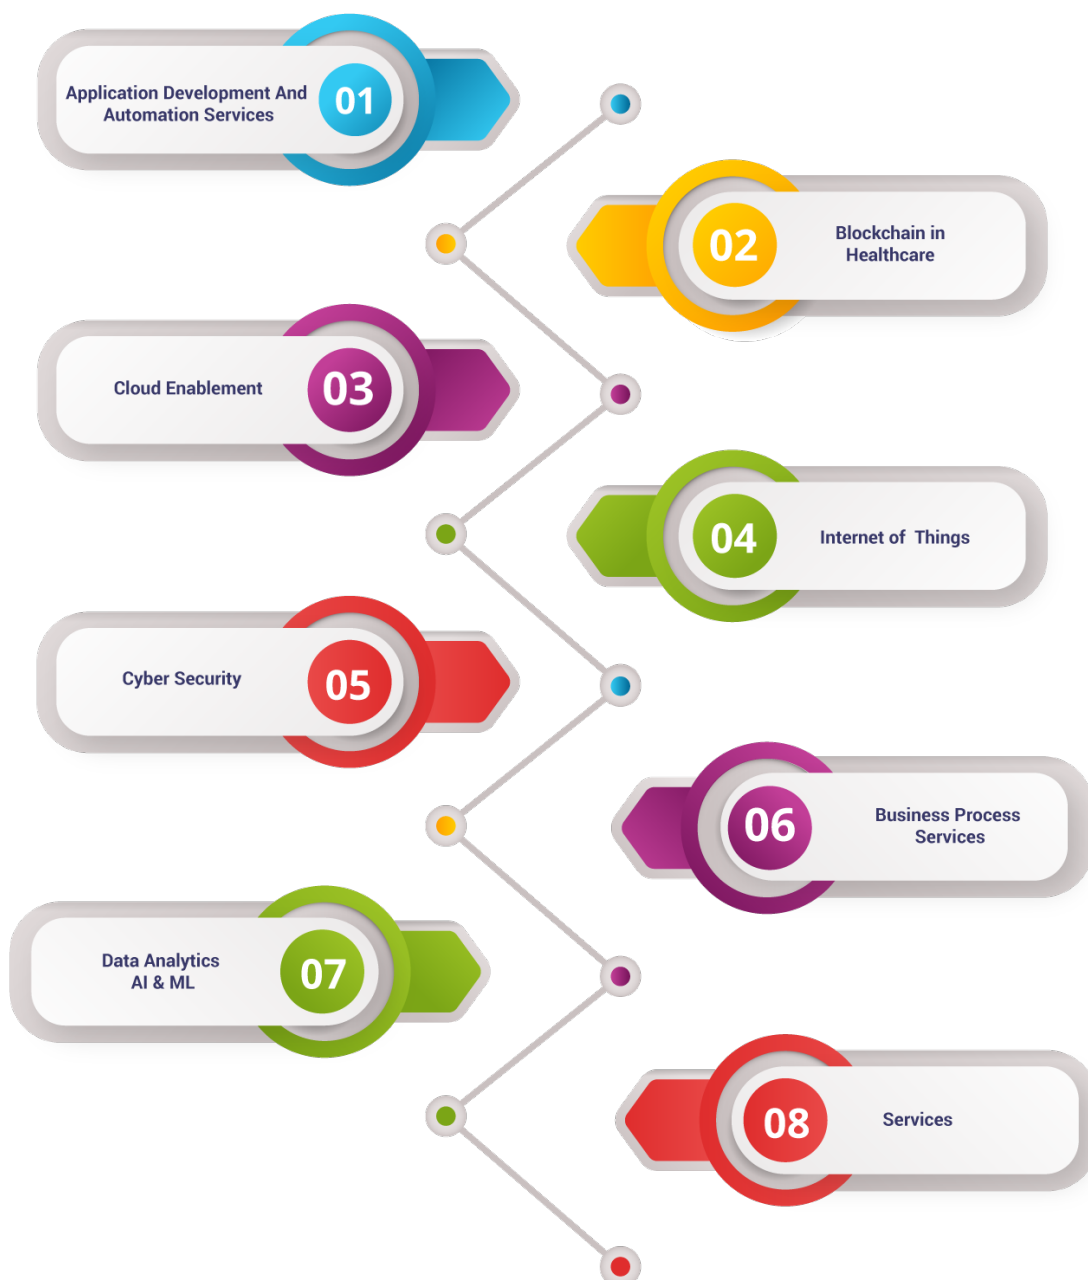 Application Development And
Automation Services
01
02
Blockchain in
Healthcare
Cloud Enablement
03
04
Internet of Things
Cyber Security
05
06
Business Process
Services
Data Analytics
AI & ML
07
08
Services